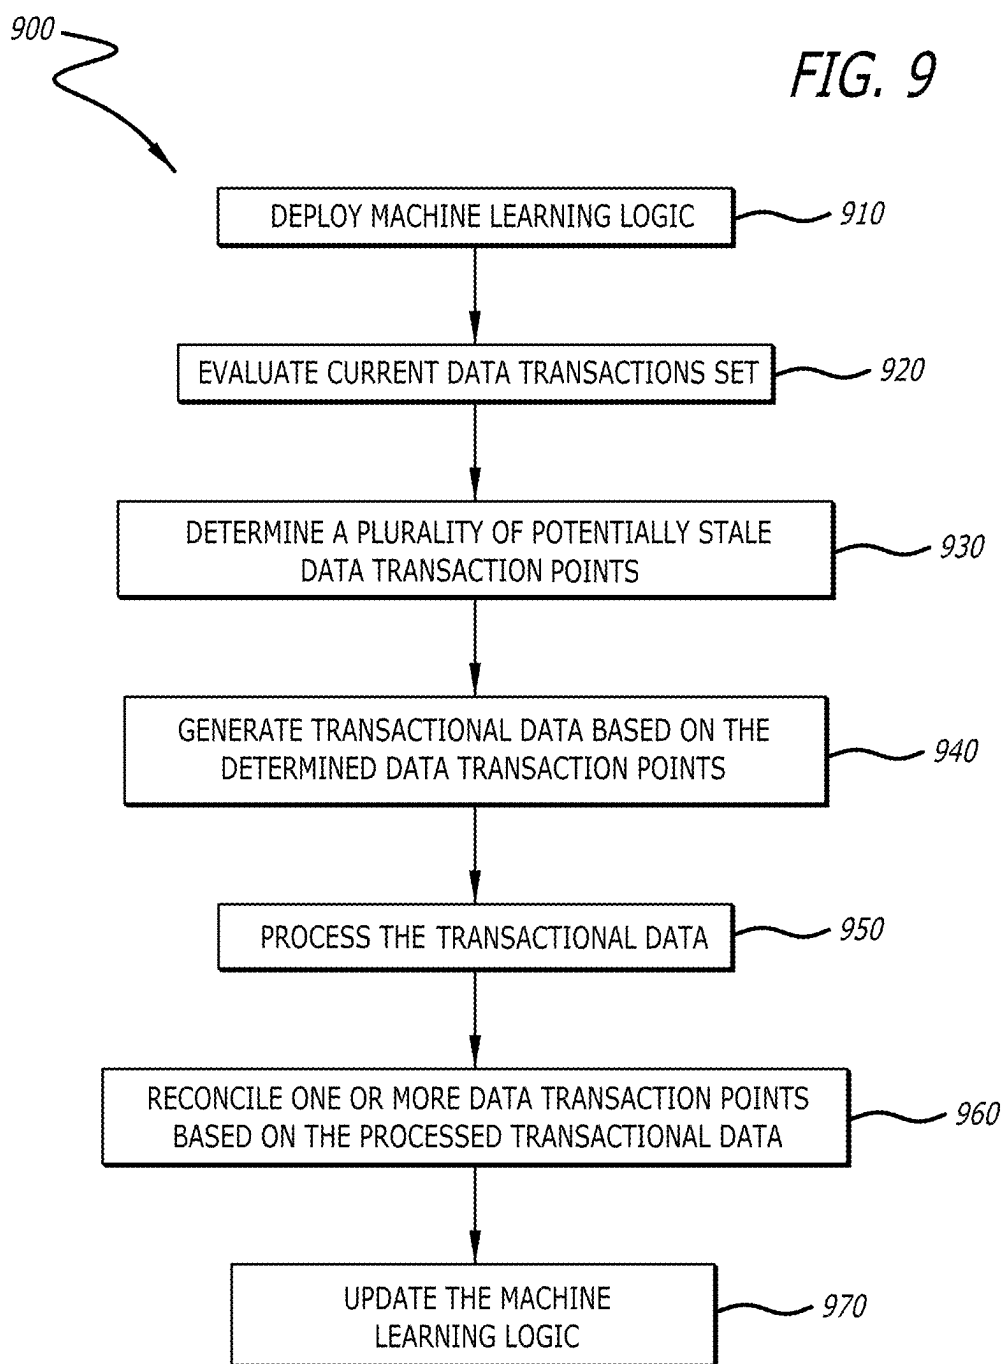 900
FIG. 9
DEPLOY MACHINE LEARNING LOGIC
910
EVALUATE CURRENT DATA TRANSACTIONS SET
920
DETERMINE A PLURALITY OF POTENTIALLY STALE
DATA TRANSACTION POINTS
930
GENERATE TRANSACTIONAL DATA BASED ON THE
DETERMINED DATA TRANSACTION POINTS
940
PROCESS THE TRANSACTIONAL DATA
950
RECONCILE ONE OR MORE DATA TRANSACTION POINTS
BASED ON THE PROCESSED TRANSACTIONAL DATA
960
UPDATE THE MACHINE
LEARNING LOGIC
970